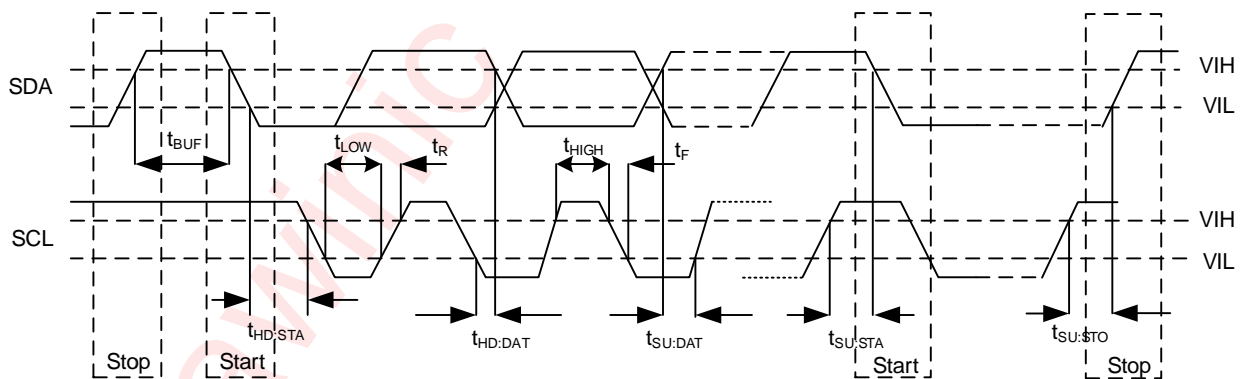 VIH
SDA
VIL
tBUF
tLOW
tR
tHIGH
tF
VIH
SCL
VIL
tHD:STA
tHD:DAT
tSU:DAT
tSU:STA
tSU:STO
Stop
Start
Start
Stop
awinic